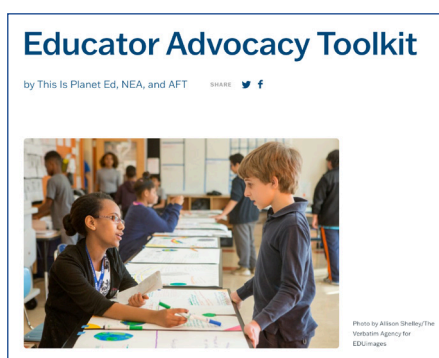 Educator Advocacy Toolkit
by This Is Planet Ed, NEA, and AFT SHARE
Photo by Allison Shelley/The
Verbatim Agency for
EDUimages